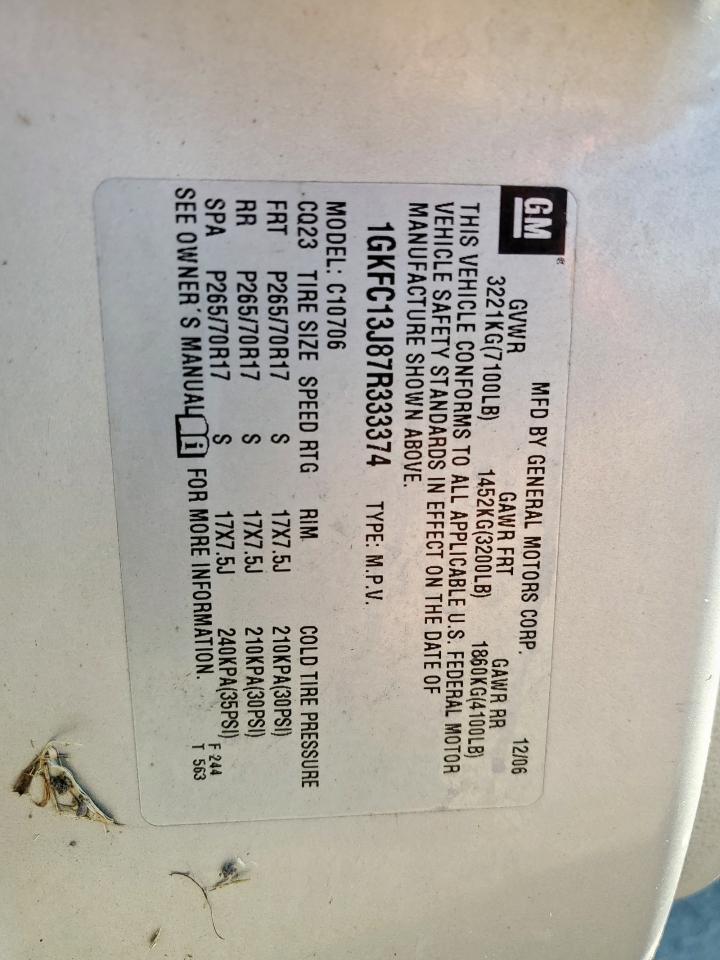 GM
MFD BY GENERAL MOTORS CORP. 12/06
GVWR GAWR FRT GAWR RR
3221KG(7100LB) 1452KG(3200LB) 1860KG(4100LB)
THIS VEHICLE CONFORMS TO ALL APPLICABLE U.S. FEDERAL MOTOR
VEHICLE SAFETY STANDARDS IN EFFECT ON THE DATE OF
MANUFACTURE SHOWN ABOVE.
1GKFC13J87R333374 TYPE: M.P.V.
MODEL: C10706
CQ23 TIRE SIZE SPEED RTG RIM COLD TIRE PRESSURE
FRT P265/70R17 S 17X7.5J 210KPA(30PSI)
RR P265/70R17 S 17X7.5J 210KPA(30PSI)
SPA P265/70R17 S 17X7.5J 240KPA(35PSI)
SEE OWNER'S MANUAL i FOR MORE INFORMATION.
F 244
T 563